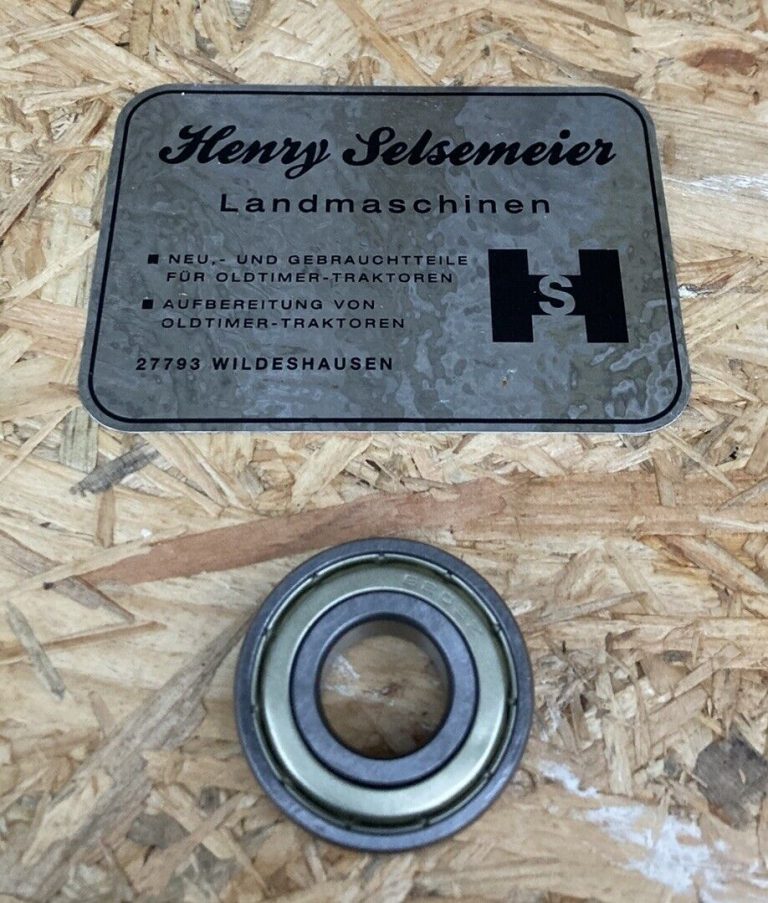 Henry Selsemeier
Landmaschinen
■ NEU,- UND GEBRAUCHTTEILE
FÜR OLDTIMER-TRAKTOREN
■ AUFBEREITUNG VON
OLDTIMER-TRAKTOREN
27793 WILDESHAUSEN
HS